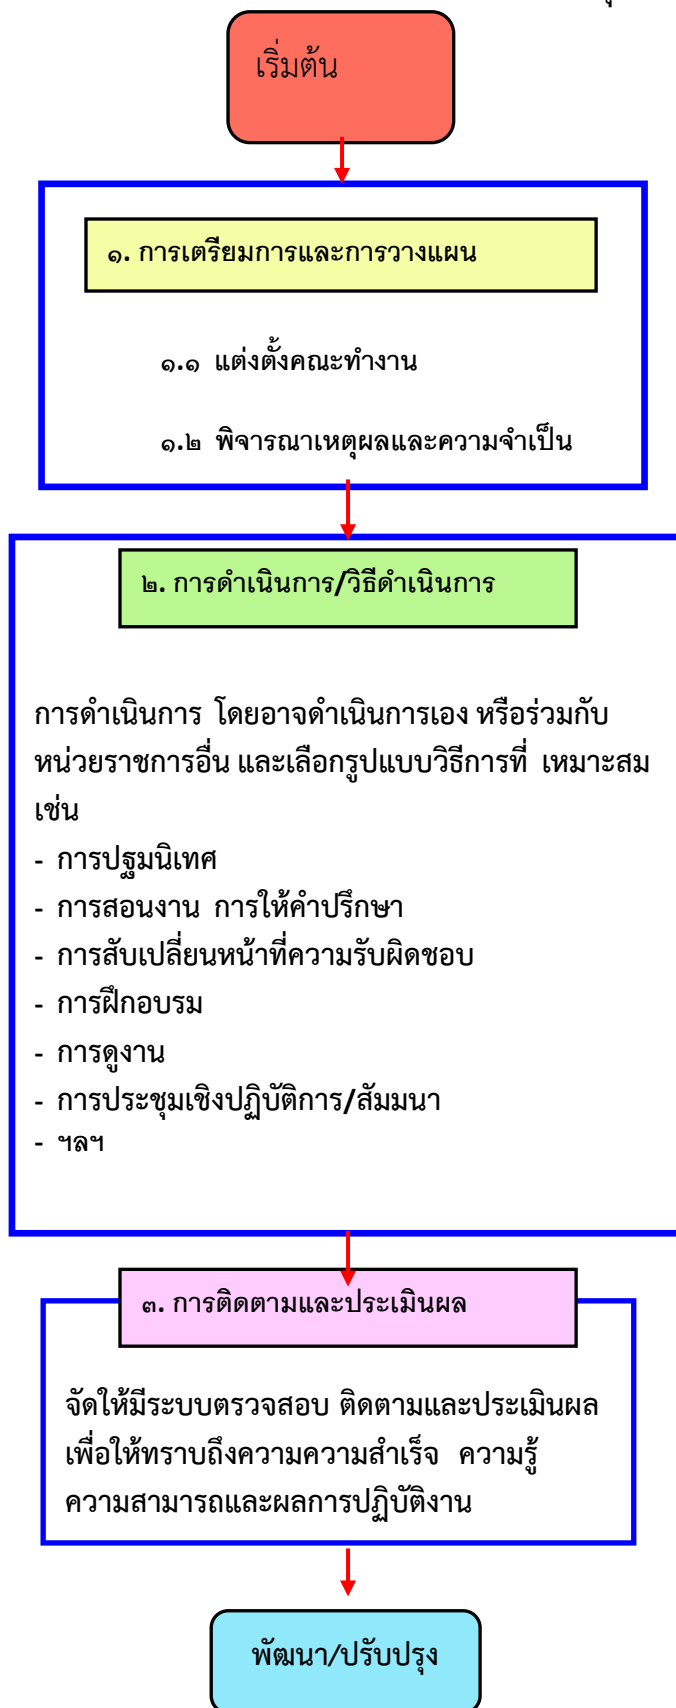 เริ่มต้น
๑. การเตรียมการและการวางแผน
๑.๑ แต่งตั้งคณะทำงาน
๑.๒ พิจารณาเหตุผลและความจำเป็น
๒. การดำเนินการ/วิธีดำเนินการ
การดำเนินการ โดยอาจดำเนินการเอง หรือร่วมกับ
หน่วยราชการอื่น และเลือกรูปแบบวิธีการที่ เหมาะสม
เช่น
- การปฐมนิเทศ
- การสอนงาน การให้คำปรึกษา
- การสับเปลี่ยนหน้าที่ความรับผิดชอบ
- การฝึกอบรม
- การดูงาน
- การประชุมเชิงปฏิบัติการ/สัมมนา
- ฯลฯ
๓. การติดตามและประเมินผล
จัดให้มีระบบตรวจสอบ ติดตามและประเมินผล
เพื่อให้ทราบถึงความความสำเร็จ ความรู้
ความสามารถและผลการปฏิบัติงาน
พัฒนา/ปรับปรุง